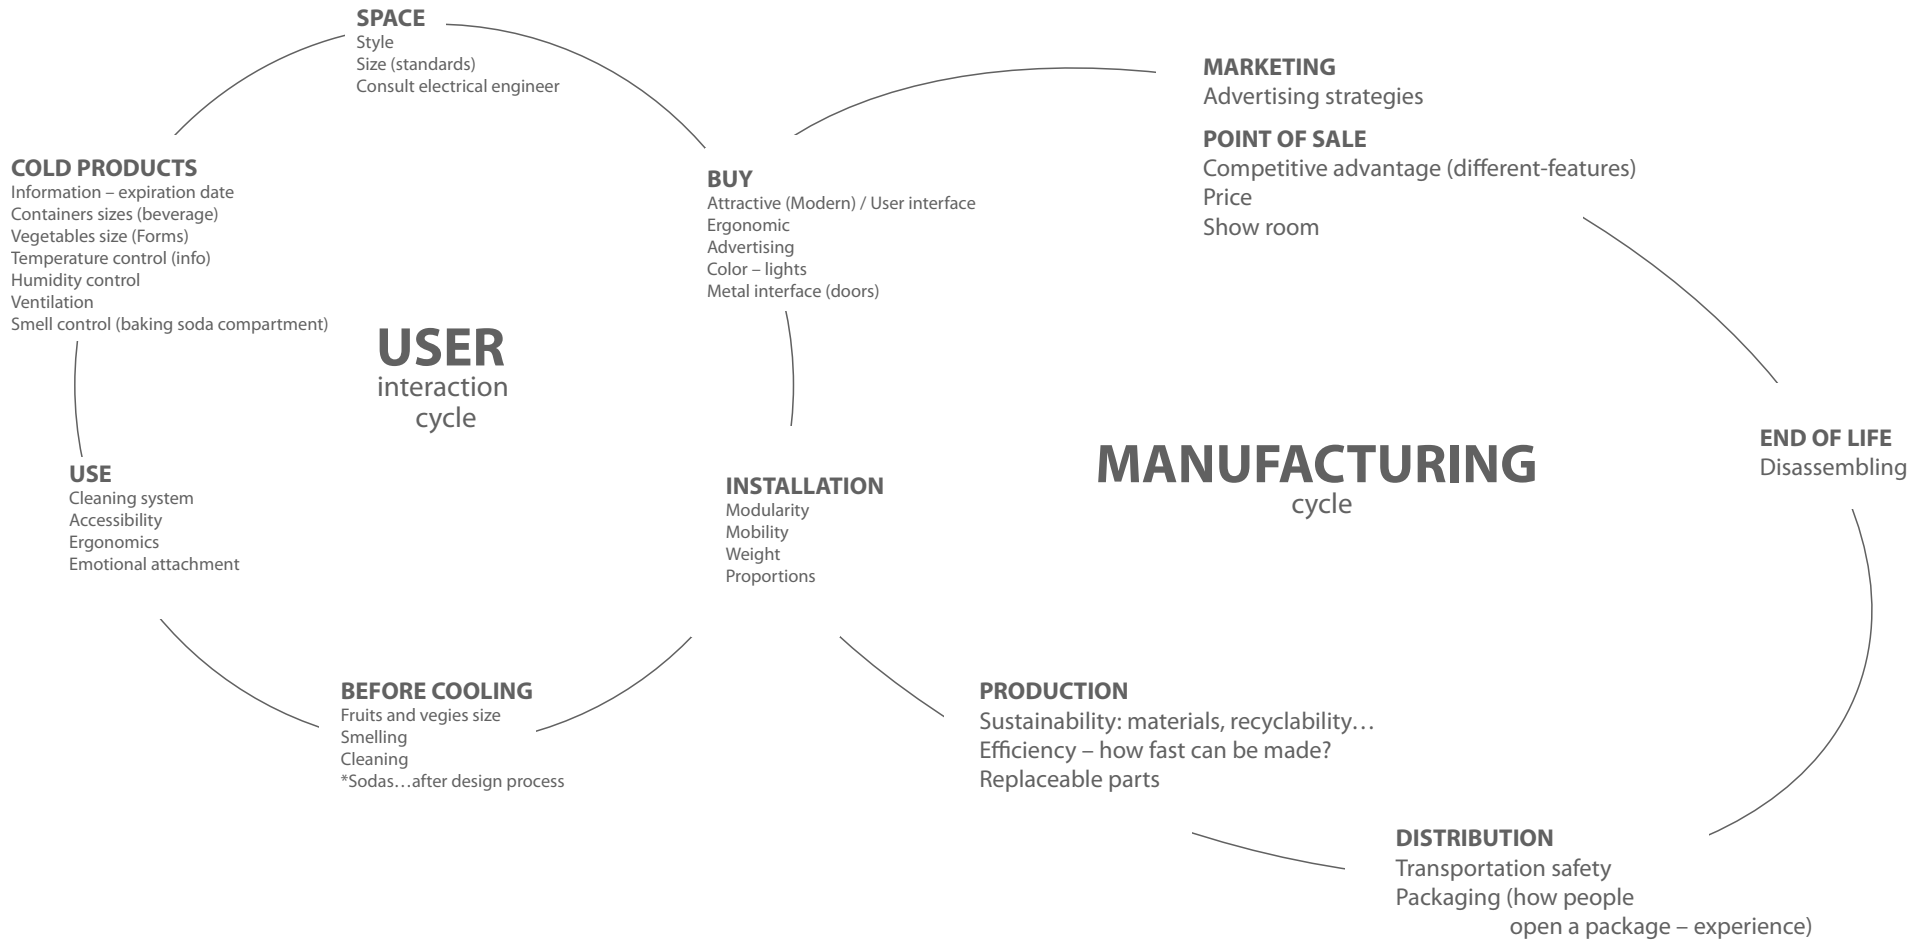 SPACE
Style
Size (standards)
Consult electrical engineer
COLD PRODUCTS
Information – expiration date
Containers sizes (beverage)
Vegetables size (Forms)
Temperature control (info)
Humidity control
Ventilation
Smell control (baking soda compartment)
BUY
Attractive (Modern) / User interface
Ergonomic
Advertising
Color – lights
Metal interface (doors)
USER
interaction
cycle
USE
Cleaning system
Accessibility
Ergonomics
Emotional attachment
INSTALLATION
Modularity
Mobility
Weight
Proportions
BEFORE COOLING
Fruits and vegies size
Smelling
Cleaning
*Sodas…after design process
MARKETING
Advertising strategies
POINT OF SALE
Competitive advantage (different-features)
Price
Show room
MANUFACTURING
cycle
END OF LIFE
Disassembling
PRODUCTION
Sustainability: materials, recyclability…
Efficiency – how fast can be made?
Replaceable parts
DISTRIBUTION
Transportation safety
Packaging (how people
open a package – experience)